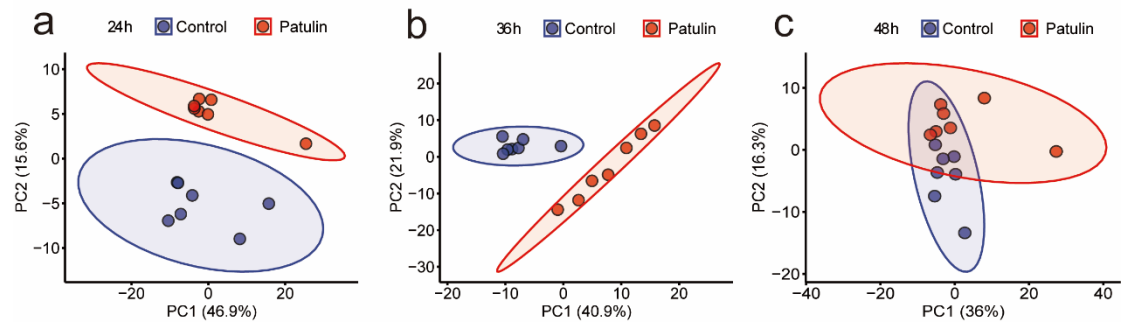 a 24h Control Patulin
10
5
0
−5
−10
PC2 (15.6%)
−20 0 20
PC1 (46.9%)
b 36h Control Patulin
20
10
0
−10
−20
−30
PC2 (21.9%)
−20 −10 0 10 20
PC1 (40.9%)
c 48h Control Patulin
10
0
−10
−20
PC2 (16.3%)
−40 −20 0 20 40
PC1 (36%)